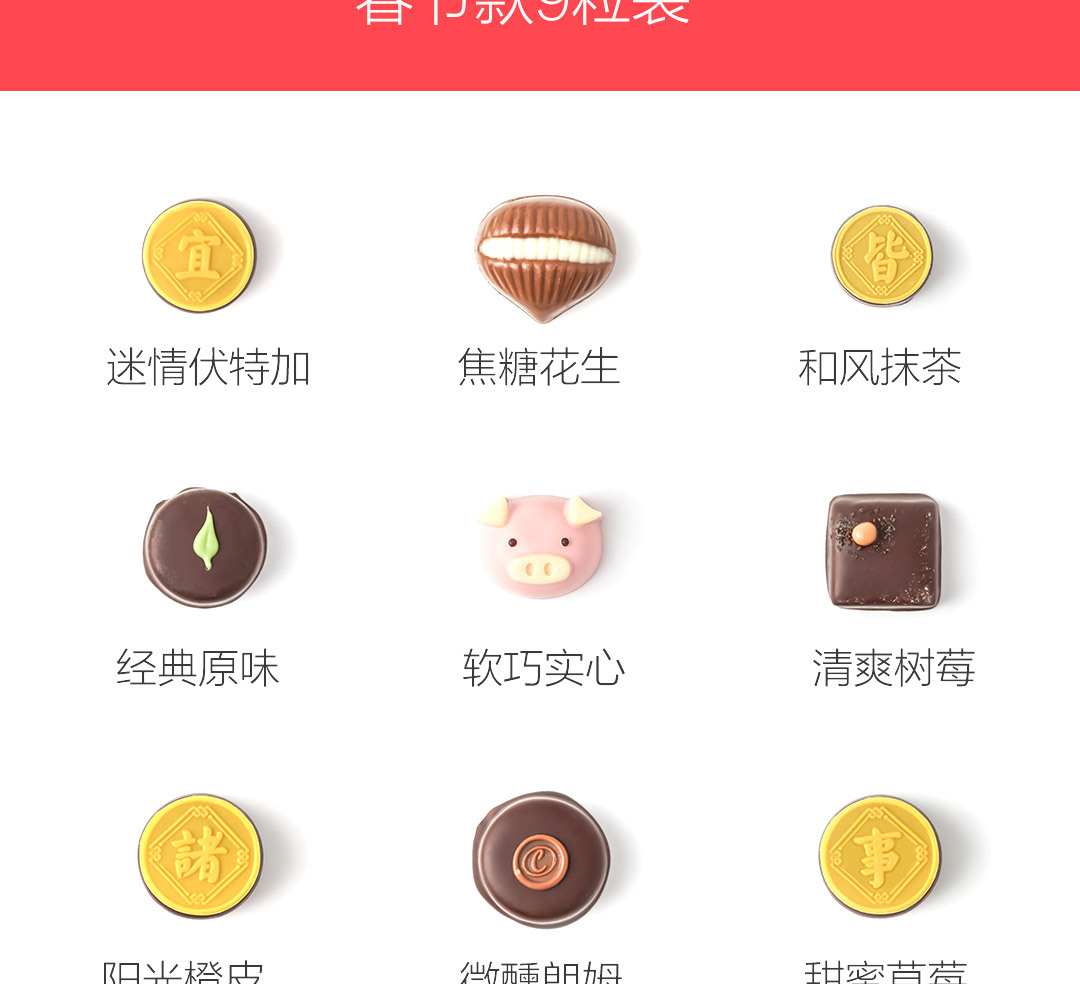 春节款9粒装
宜
皆
迷情伏特加 焦糖花生 和风抹茶
经典原味 软巧实心 清爽树莓
諸
C
事
阳光橙皮 微醺朗姆 甜蜜草莓